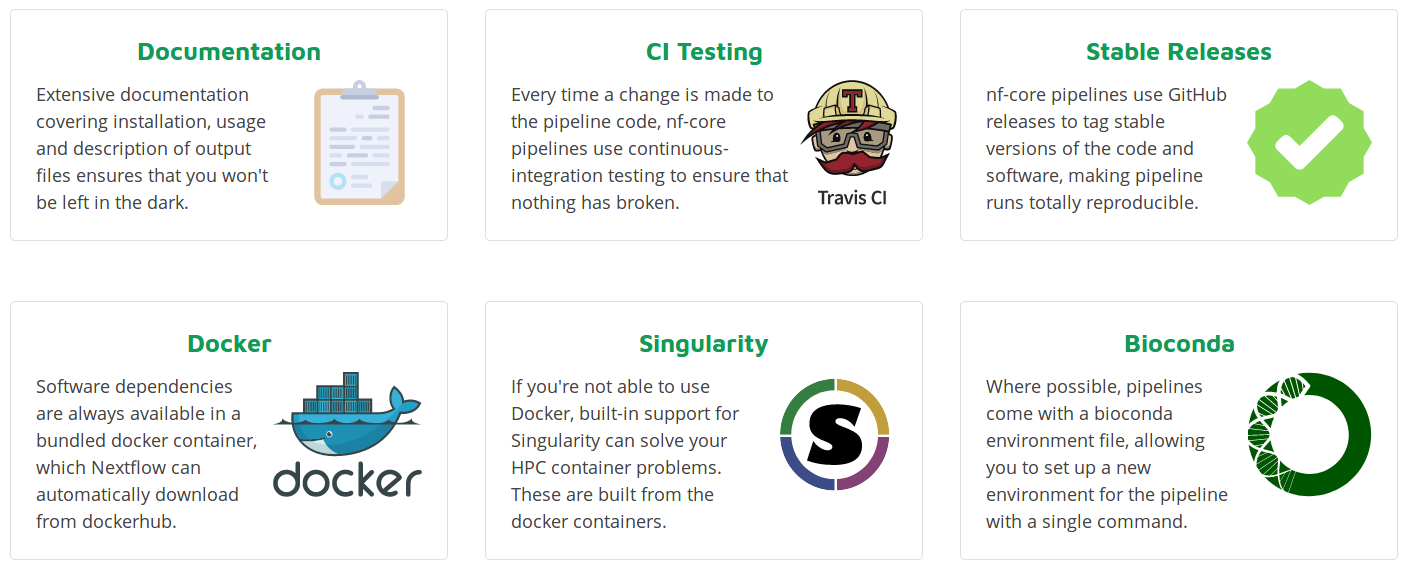 Documentation
Extensive documentation
covering installation, usage
and description of output
files ensures that you won't
be left in the dark.
CI Testing
Every time a change is made to
the pipeline code, nf-core
pipelines use continuous-
integration testing to ensure that
nothing has broken.
T
Travis CI
Stable Releases
nf-core pipelines use GitHub
releases to tag stable
versions of the code and
software, making pipeline
runs totally reproducible.
Docker
Software dependencies
are always available in a
bundled docker container,
which Nextflow can
automatically download
from dockerhub.
docker
Singularity
If you're not able to use
Docker, built-in support for
Singularity can solve your
HPC container problems.
These are built from the
docker containers.
S
Bioconda
Where possible, pipelines
come with a bioconda
environment file, allowing
you to set up a new
environment for the pipeline
with a single command.